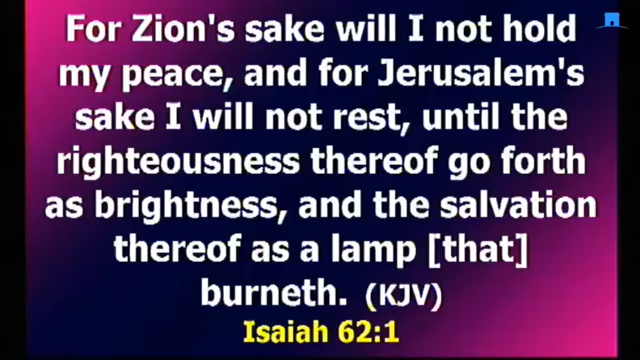 For Zion's sake will I not hold
my peace, and for Jerusalem's
sake I will not rest, until the
righteousness thereof go forth
as brightness, and the salvation
thereof as a lamp [that]
burneth. (KJV)
Isaiah 62:1